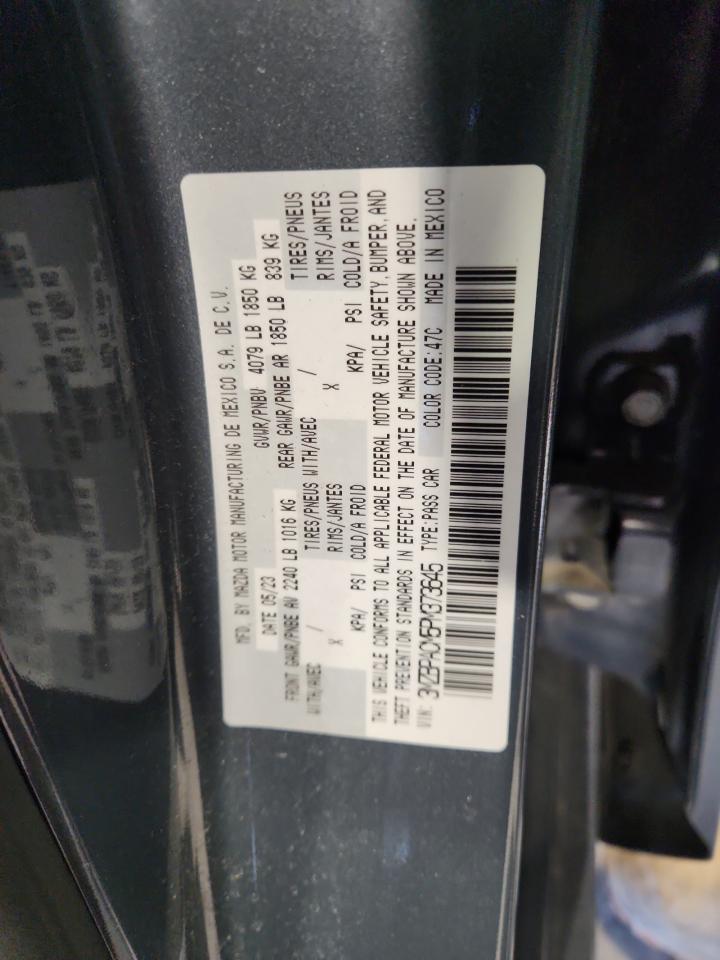 MFD. BY MAZDA MOTOR MANUFACTURING DE MEXICO S.A. DE C.V.
DATE 05/23 GVWR/PNBV 4079 LB 1850 KG
FRONT GAWR/PNBE AV 2240 LB 1016 KG REAR GAWR/PNBE AR 1850 LB 839 KG
WITH/AVEC / TIRES/PNEUS WITH/AVEC / TIRES/PNEUS
X RIMS/JANTES X RIMS/JANTES
KPA/ PSI COLD/A FROID KPA/ PSI COLD/A FROID
THIS VEHICLE CONFORMS TO ALL APPLICABLE FEDERAL MOTOR VEHICLE SAFETY, BUMPER, AND
THEFT PREVENTION STANDARDS IN EFFECT ON THE DATE OF MANUFACTURE SHOWN ABOVE.
VIN: 3MZBPACM5PM373645 TYPE:PASS CAR COLOR CODE:47C MADE IN MEXICO